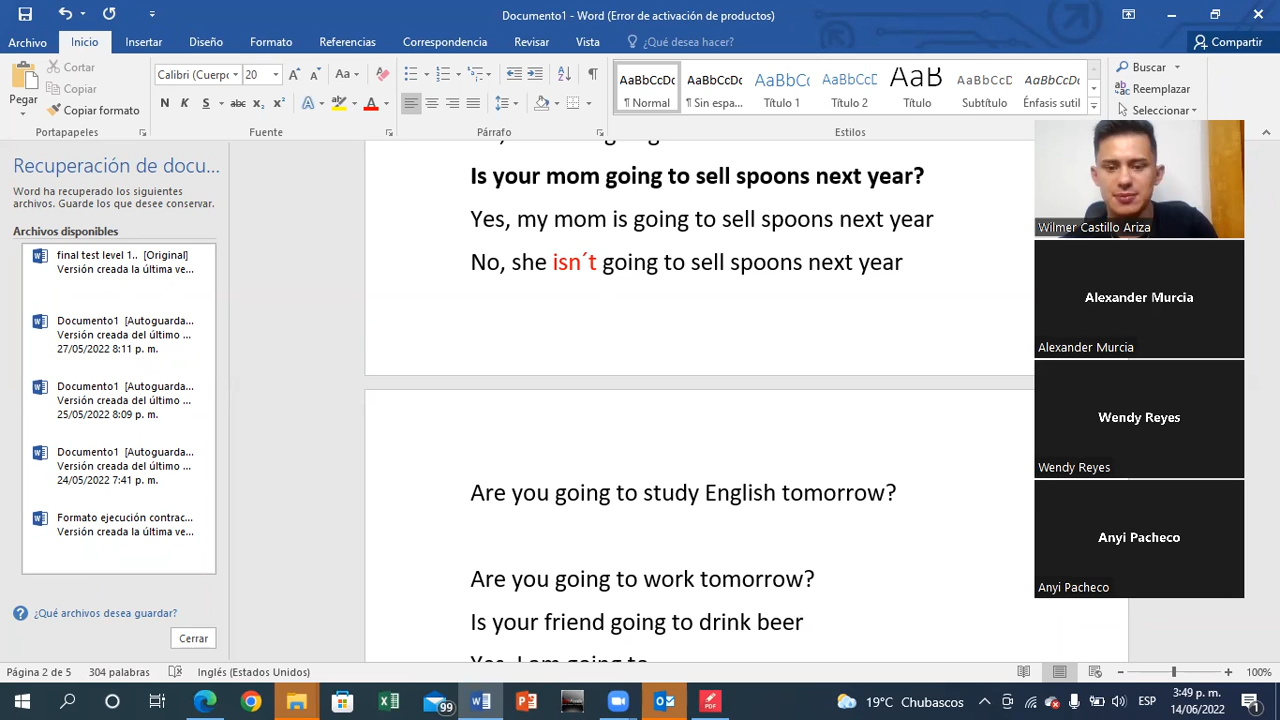 Documento1 - Word (Error de activación de productos)
Archivo Inicio Insertar Diseño Formato Referencias Correspondencia Revisar Vista ¿Qué desea hacer? Compartir
Pegar
Cortar
Copiar
Copiar formato
Portapapeles
Calibri (Cuerpo 20
N K S abc x₂ x²
Fuente
Párrafo
AaBbCcDc AaBbCcDc AaBbCc AaBbCcD AaB AaBbCcD AaBbCcDc
¶ Normal ¶ Sin espa... Título 1 Título 2 Título Subtítulo Énfasis sutil
Estilos
Buscar
Reemplazar
Seleccionar
Recuperación de docu...
Word ha recuperado los siguientes
archivos. Guarde los que desee conservar.
Archivos disponibles
final test level 1.. [Original]
Versión creada la última ve...
Documento1 [Autoguarda...
Versión creada del último ...
27/05/2022 8:11 p. m.
Documento1 [Autoguarda...
Versión creada del último ...
25/05/2022 8:09 p. m.
Documento1 [Autoguarda...
Versión creada del último ...
24/05/2022 7:41 p. m.
Formato ejecución contrac...
Versión creada la última ve...
¿Qué archivos desea guardar?
Cerrar
Is your mom going to sell spoons next year?
Yes, my mom is going to sell spoons next year
No, she isn´t going to sell spoons next year
Are you going to study English tomorrow?
Are you going to work tomorrow?
Is your friend going to drink beer
Yes, I am going to
Wilmer Castillo Ariza
Alexander Murcia
Alexander Murcia
Wendy Reyes
Wendy Reyes
Anyi Pacheco
Anyi Pacheco
Página 2 de 5 304 palabras Inglés (Estados Unidos) 100%
99
19°C Chubascos
ESP
3:49 p. m.
14/06/2022
1